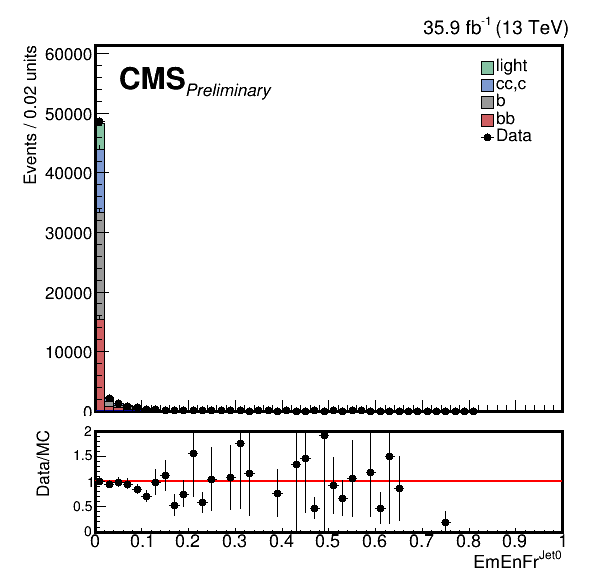 35.9 fb⁻¹ (13 TeV)
Events / 0.02 units
60000
50000
40000
30000
20000
10000
0
CMS Preliminary
light
cc,c
b
bb
Data
Data/MC
2
1.5
1
0.5
0
0 0.1 0.2 0.3 0.4 0.5 0.6 0.7 0.8 0.9 1
EmEnFr^Jet0